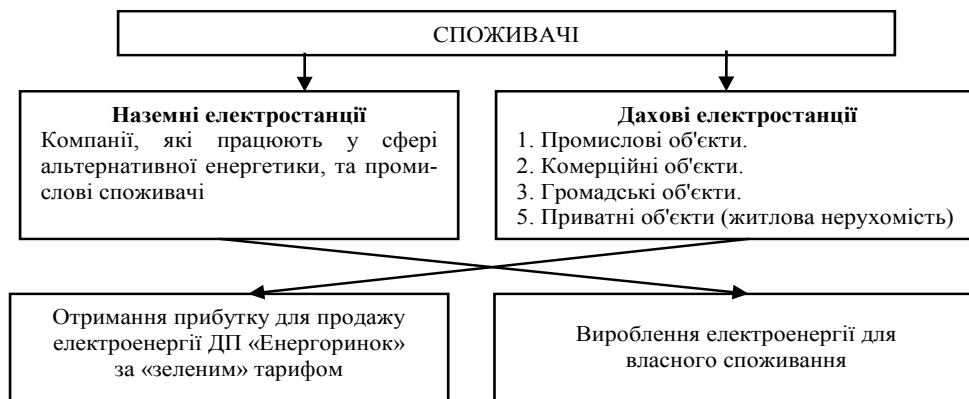 СПОЖИВАЧІ
Наземні електростанції
Компанії, які працюють у сфері
альтернативної енергетики, та проми-
слові споживачі
Дахові електростанції
1. Промислові об'єкти.
2. Комерційні об'єкти.
3. Громадські об'єкти.
5. Приватні об'єкти (житлова нерухомість)
Отримання прибутку для продажу
електроенергії ДП «Енергоринок»
за «зеленим» тарифом
Вироблення електроенергії для
власного споживання